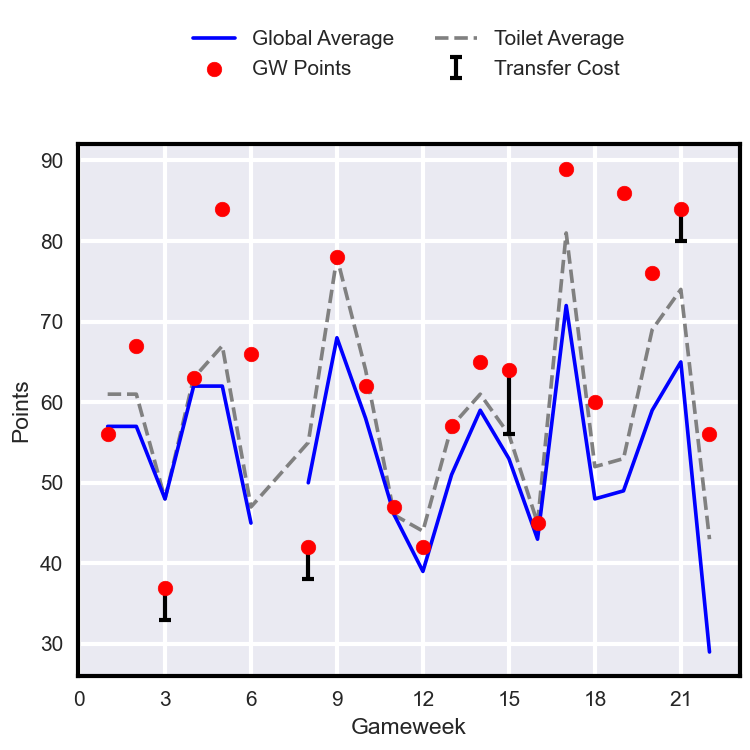 Global Average
Toilet Average
GW Points
Transfer Cost
90
80
70
60
50
40
30
Points
0 3 6 9 12 15 18 21
Gameweek